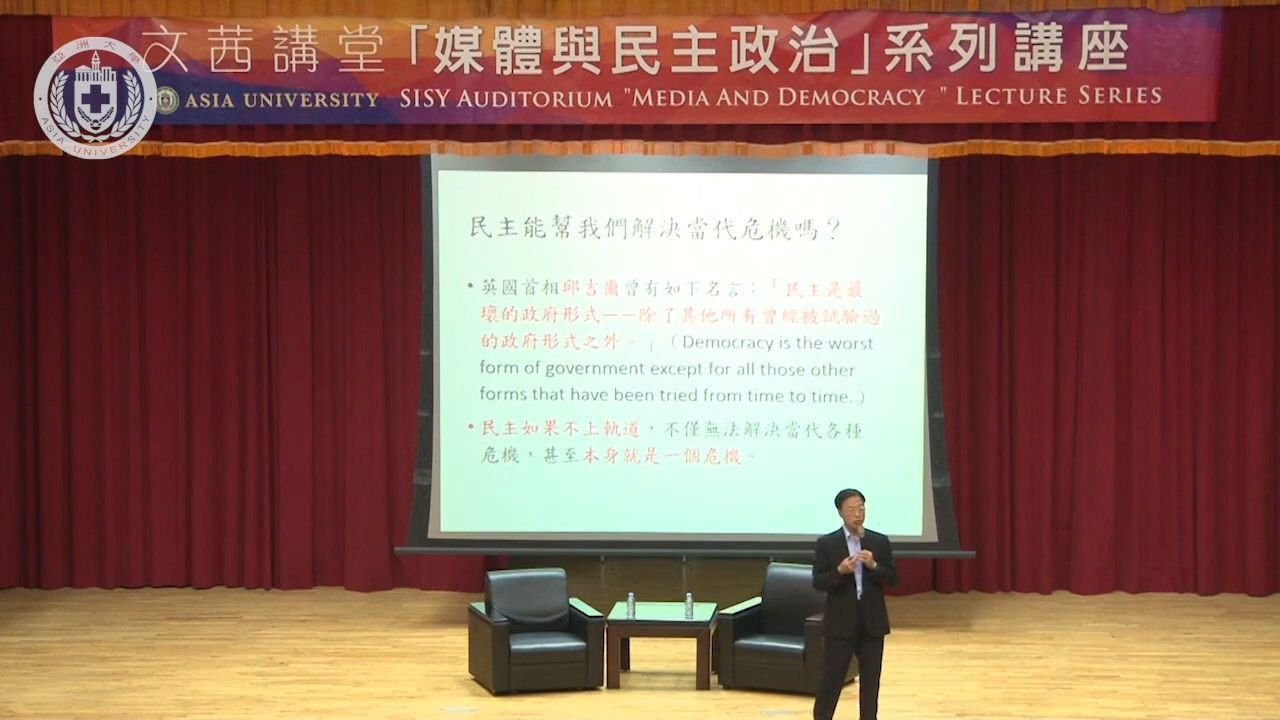 文茜講堂「媒體與民主政治」系列講座
ASIA UNIVERSITY SISY AUDITORIUM "MEDIA AND DEMOCRACY " LECTURE SERIES
亞洲大學
ASIA UNIVERSITY
民主能幫我們解決當代危機嗎？
• 英國首相邱吉爾曾有如下名言：「民主是最
壞的政府形式——除了其他所有曾經被試驗過
的政府形式之外。」（Democracy is the worst
form of government except for all those other
forms that have been tried from time to time.）
• 民主如果不上軌道，不僅無法解決當代各種
危機，甚至本身就是一個危機。